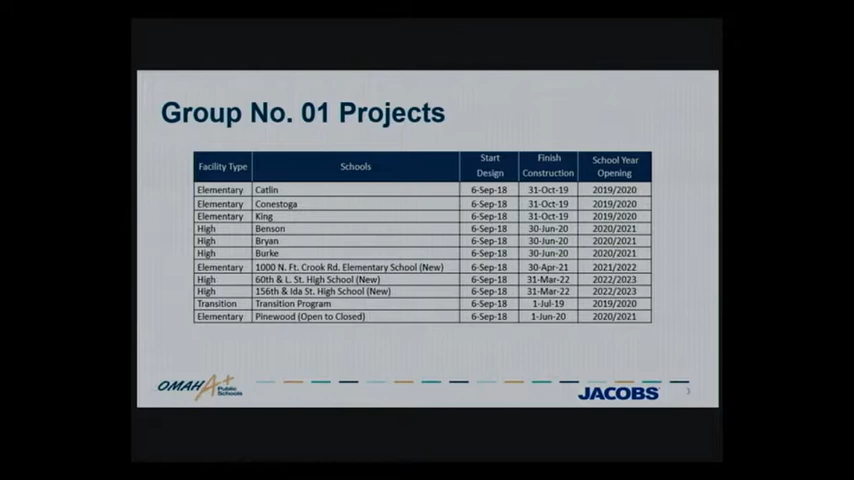 Group No. 01 Projects
Facility Type Schools Start Design Finish Construction School Year Opening
Elementary Catlin 6-Sep-18 31-Oct-19 2019/2020
Elementary Conestoga 6-Sep-18 31-Oct-19 2019/2020
Elementary King 6-Sep-18 31-Oct-19 2019/2020
High Benson 6-Sep-18 30-Jun-20 2020/2021
High Bryan 6-Sep-18 30-Jun-20 2020/2021
High Burke 6-Sep-18 30-Jun-20 2020/2021
Elementary 1000 N. Ft. Crook Rd. Elementary School (New) 6-Sep-18 30-Apr-21 2021/2022
High 60th & L. St. High School (New) 6-Sep-18 31-Mar-22 2022/2023
High 156th & Ida St. High School (New) 6-Sep-18 31-Mar-22 2022/2023
Transition Transition Program 6-Sep-18 1-Jul-19 2019/2020
Elementary Pinewood (Open to Closed) 6-Sep-18 1-Jun-20 2020/2021
OMAHA+
Public
Schools
JACOBS
3